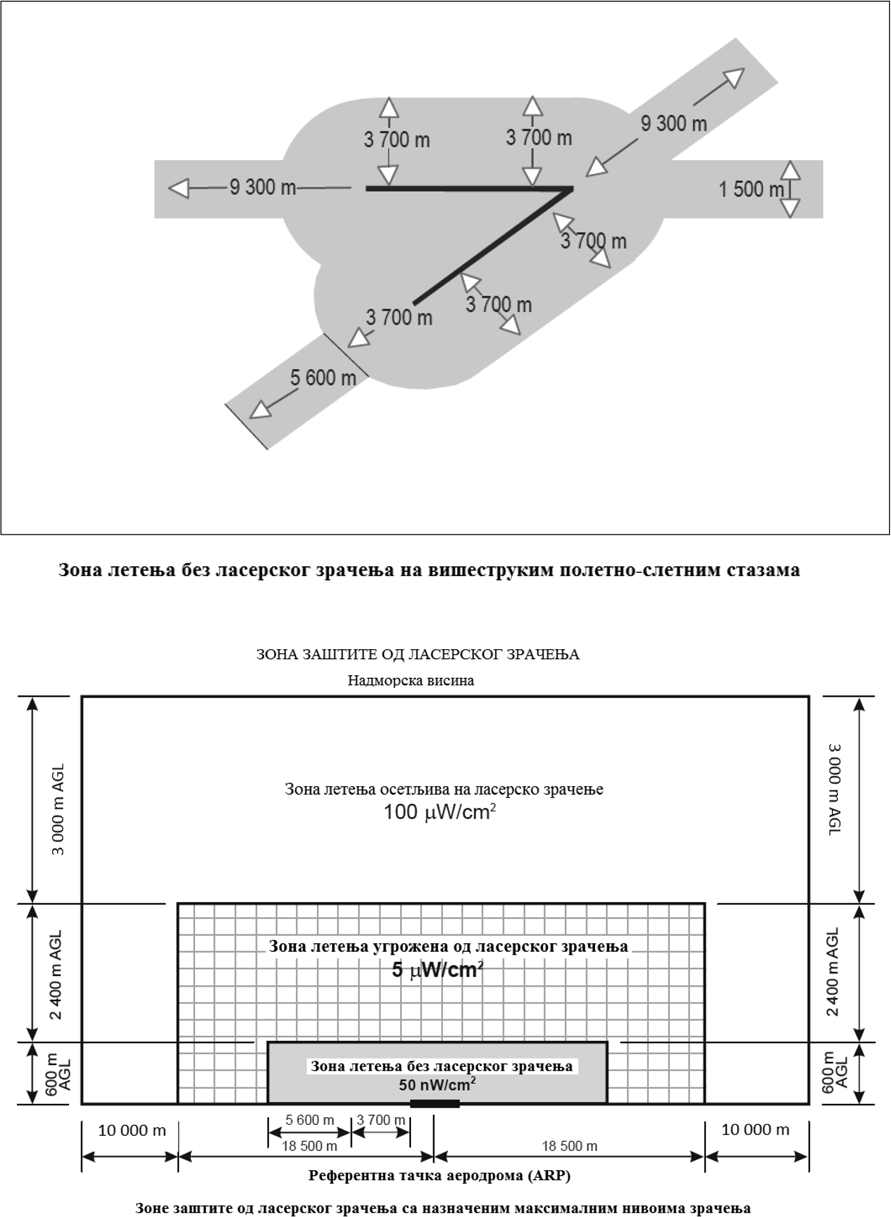 3 700 m
3 700 m
9 300 m
9 300 m
1 500 m
3 700 m
3 700 m
3 700 m
5 600 m
Зона летења без ласерског зрачења на вишеструким полетно-слетним стазама
ЗОНА ЗАШТИТЕ ОД ЛАСЕРСКОГ ЗРАЧЕЊА
Надморска висина
3 000 m AGL
3 000 m AGL
Зона летења осетљива на ласерско зрачење
100 µW/cm²
2 400 m AGL
2 400 m AGL
Зона летења угрожена од ласерског зрачења
5 µW/cm²
600 m AGL
600 m AGL
Зона летења без ласерског зрачења
50 nW/cm²
5 600 m
3 700 m
10 000 m
18 500 m
18 500 m
10 000 m
Референтна тачка аеродрома (ARP)
Зоне заштите од ласерског зрачења са назначеним максималним нивоима зрачења